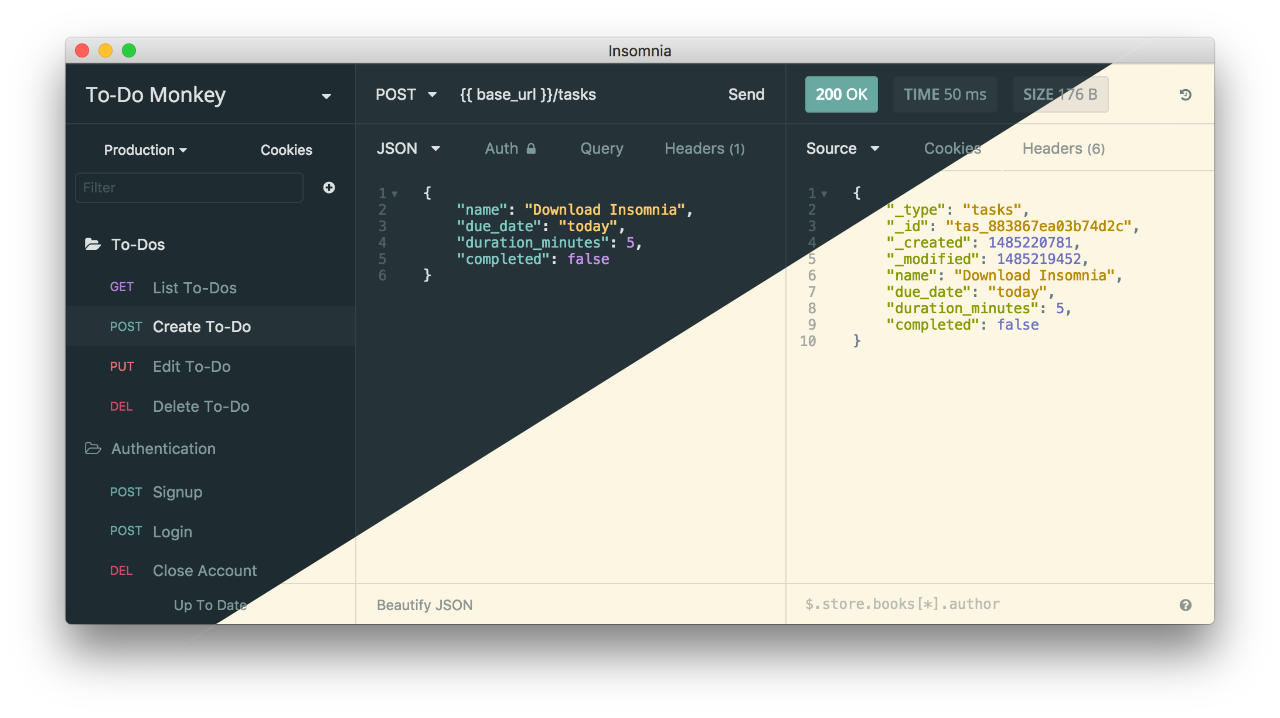 Insomnia
To-Do Monkey
Production
Cookies
Filter
To-Dos
GET List To-Dos
POST Create To-Do
PUT Edit To-Do
DEL Delete To-Do
Authentication
POST Signup
POST Login
DEL Close Account
Up To Date
POST {{ base_url }}/tasks Send
JSON Auth Query Headers (1)
1 {
2 "name": "Download Insomnia",
3 "due_date": "today",
4 "duration_minutes": 5,
5 "completed": false
6 }
Beautify JSON
200 OK TIME 50 ms SIZE 176 B
Source Cookies Headers (6)
1 {
2 "_type": "tasks",
3 "_id": "tas_883867ea03b74d2c",
4 "_created": 1485220781,
5 "_modified": 1485219452,
6 "name": "Download Insomnia",
7 "due_date": "today",
8 "duration_minutes": 5,
9 "completed": false
10 }
$.store.books[*].author